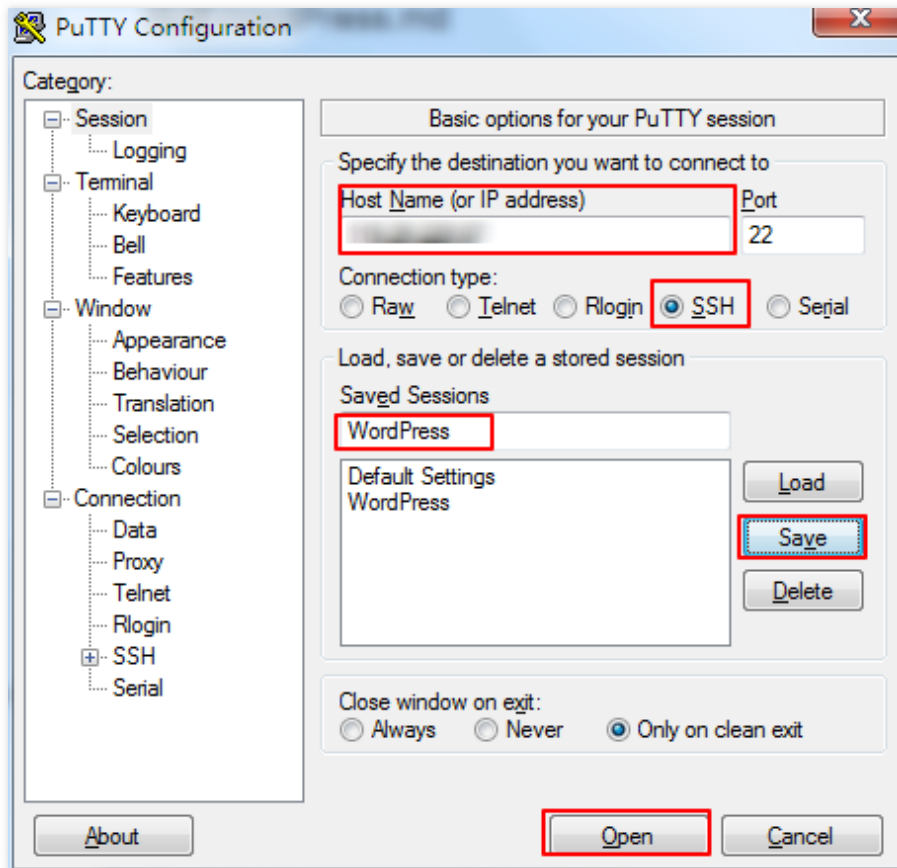 Press.md
PuTTY Configuration
Category:
Session
Logging
Terminal
Keyboard
Bell
Features
Window
Appearance
Behaviour
Translation
Selection
Colours
Connection
Data
Proxy
Telnet
Rlogin
SSH
Serial
Basic options for your PuTTY session
Specify the destination you want to connect to
Host Name (or IP address) Port
22
Connection type:
Raw Telnet Rlogin SSH Serial
Load, save or delete a stored session
Saved Sessions
WordPress
Default Settings
WordPress
Load
Save
Delete
Close window on exit:
Always Never Only on clean exit
About Open Cancel